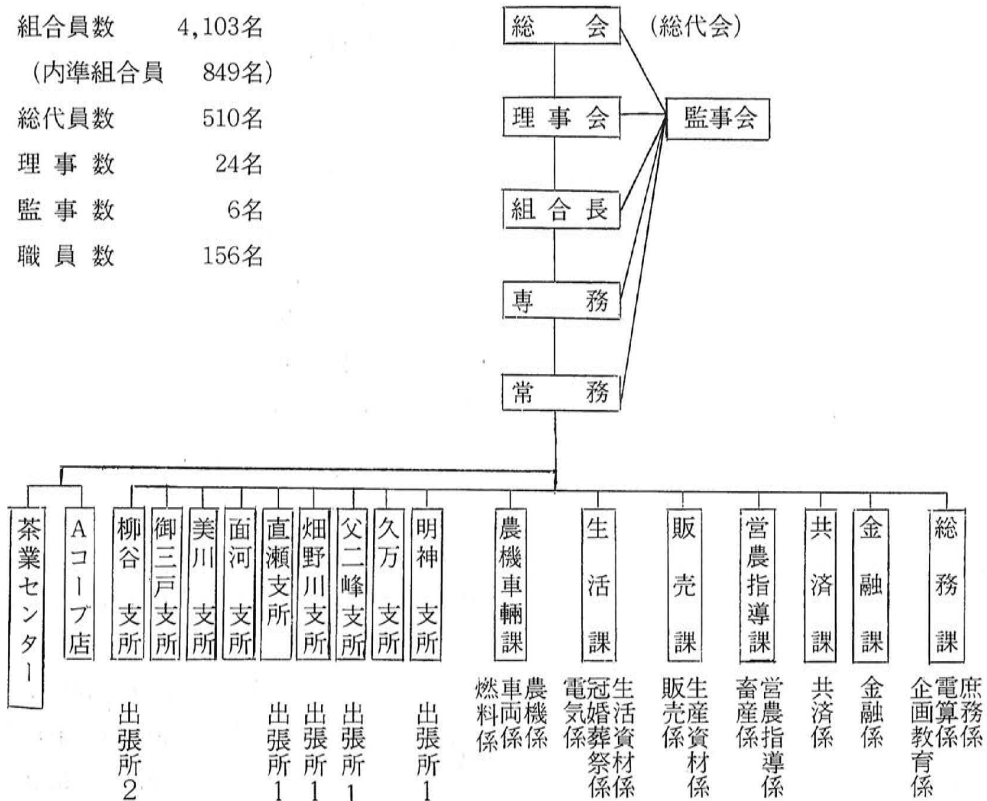 組合員数 4,103名
(内準組合員 849名)
総代員数 510名
理事数 24名
監事数 6名
職員数 156名
総会 (総代会)
理事会
監事会
組合長
専務
常務
総務課
庶務係
電算係
企画教育係
金融課
金融係
共済課
共済係
営農指導課
営農指導係
畜産係
販売課
生産資材係
販売係
生活課
生活資材係
冠婚葬祭係
電気係
農機車輛課
農機係
車両係
燃料係
明神支所
出張所1
久万支所
父二峰支所
出張所1
畑野川支所
出張所1
直瀬支所
出張所1
面河支所
美川支所
御三戸支所
柳谷支所
出張所2
Aコープ店
茶業センター